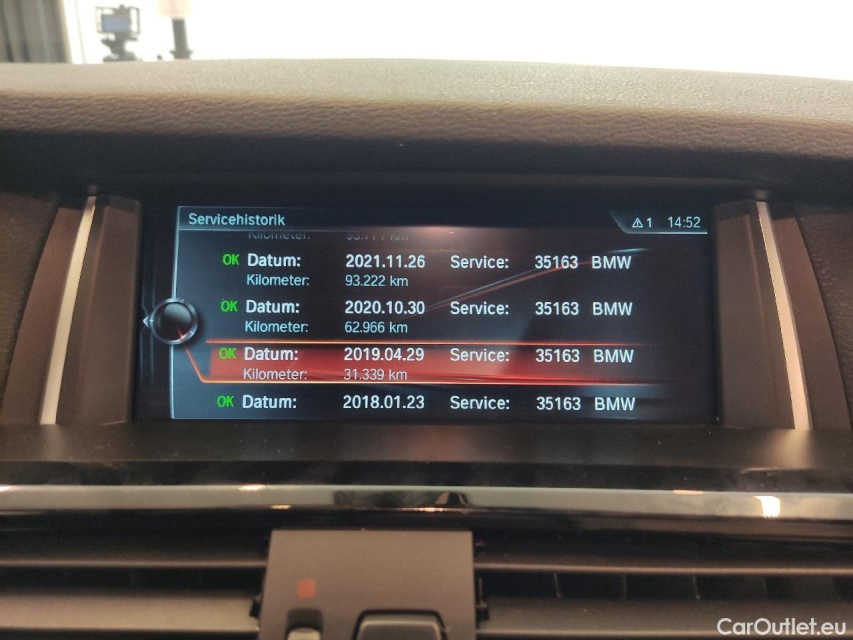 Servicehistorik
1 14:52
Kilometer:
OK Datum: 2021.11.26 Service: 35163 BMW
Kilometer: 93.222 km
OK Datum: 2020.10.30 Service: 35163 BMW
Kilometer: 62.966 km
OK Datum: 2019.04.29 Service: 35163 BMW
Kilometer: 31.339 km
OK Datum: 2018.01.23 Service: 35163 BMW
CarOutlet.eu